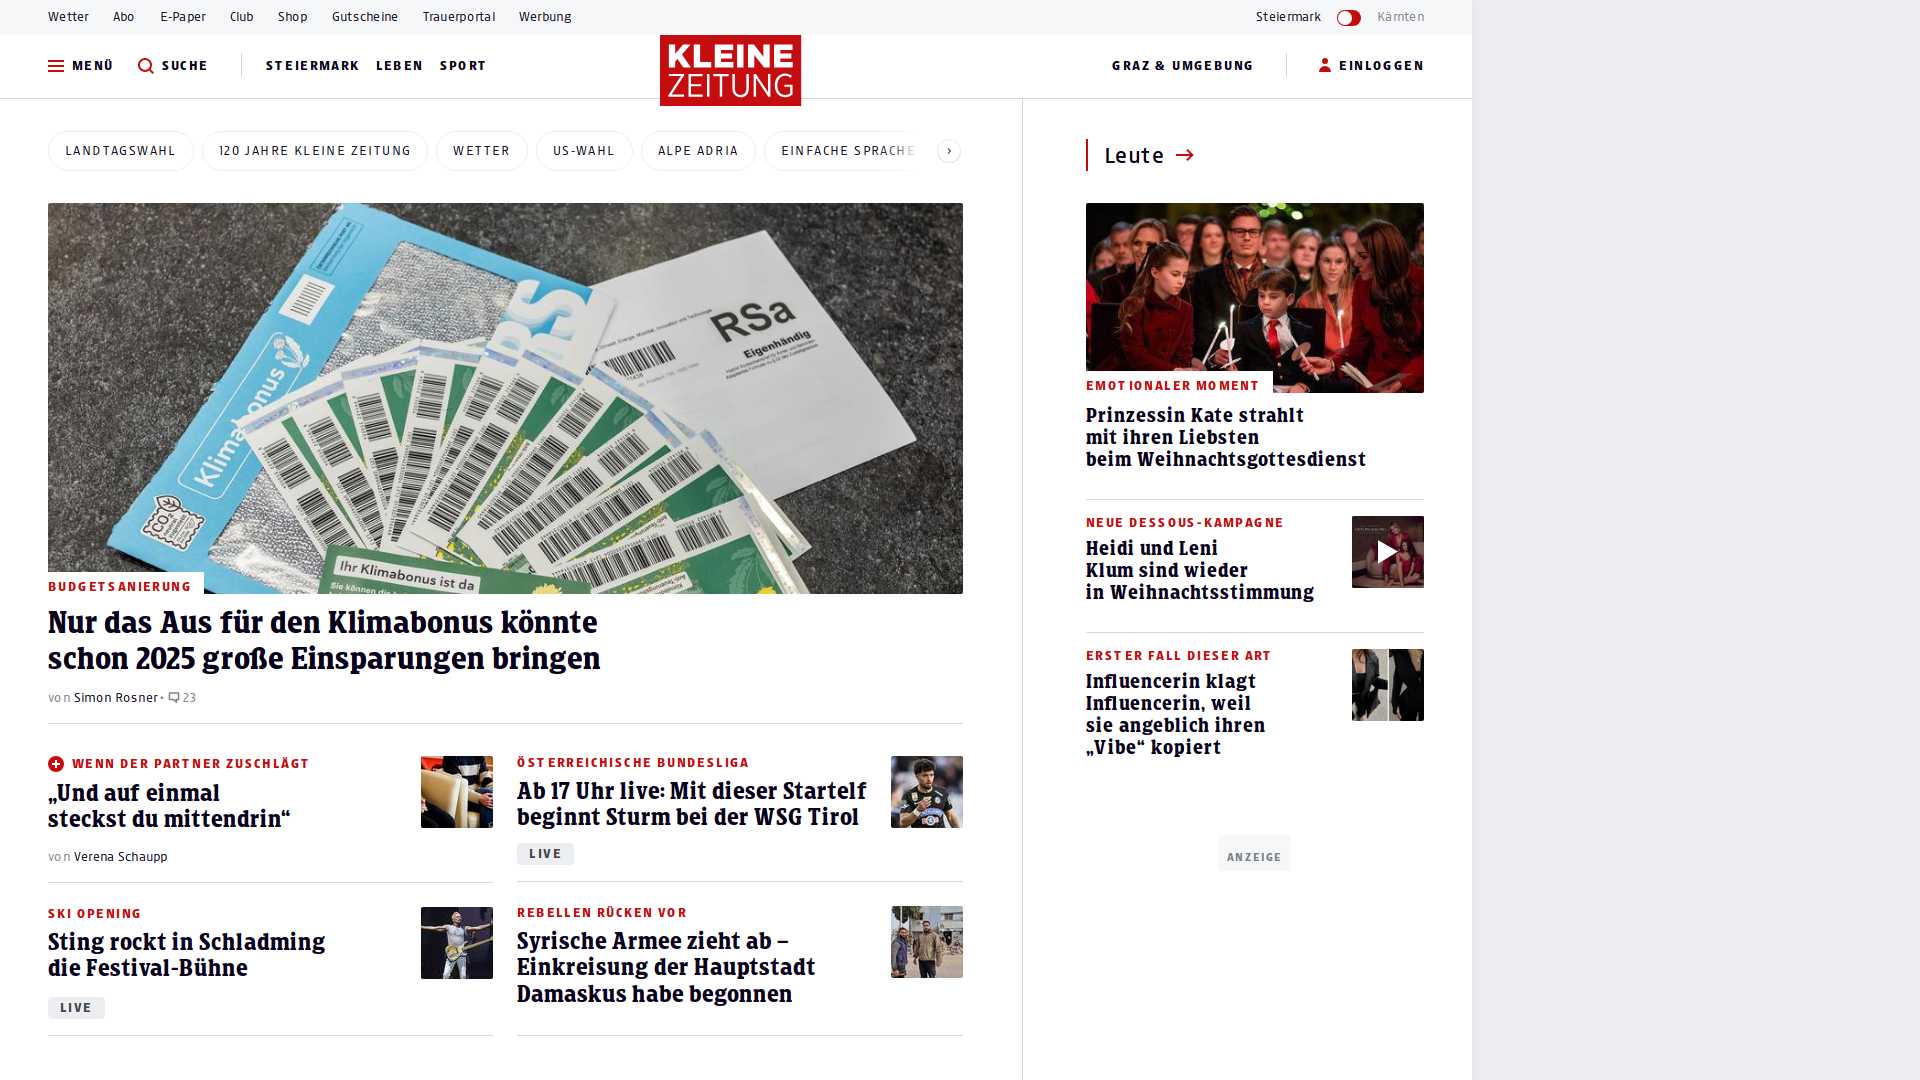 Wetter Abo E-Paper Club Shop Gutscheine Trauerportal Werbung
Steiermark Kärnten
MENÜ SUCHE STEIERMARK LEBEN SPORT
KLEINE
ZEITUNG
GRAZ & UMGEBUNG EINLOGGEN
LANDTAGSWAHL 120 JAHRE KLEINE ZEITUNG WETTER US-WAHL ALPE ADRIA EINFACHE SPRACHE
RSa
Eigenhändig
Klimabonus
CO2
Ihr Klimabonus ist da
BUDGETSANIERUNG
Nur das Aus für den Klimabonus könnte
schon 2025 große Einsparungen bringen
von Simon Rosner • 23
WENN DER PARTNER ZUSCHLÄGT
„Und auf einmal
steckst du mittendrin“
von Verena Schaupp
ÖSTERREICHISCHE BUNDESLIGA
Ab 17 Uhr live: Mit dieser Startelf
beginnt Sturm bei der WSG Tirol
LIVE
SKI OPENING
Sting rockt in Schladming
die Festival-Bühne
LIVE
REBELLEN RÜCKEN VOR
Syrische Armee zieht ab –
Einkreisung der Hauptstadt
Damaskus habe begonnen
Leute
EMOTIONALER MOMENT
Prinzessin Kate strahlt
mit ihren Liebsten
beim Weihnachtsgottesdienst
NEUE DESSOUS-KAMPAGNE
Heidi und Leni
Klum sind wieder
in Weihnachtsstimmung
ERSTER FALL DIESER ART
Influencerin klagt
Influencerin, weil
sie angeblich ihren
„Vibe“ kopiert
ANZEIGE